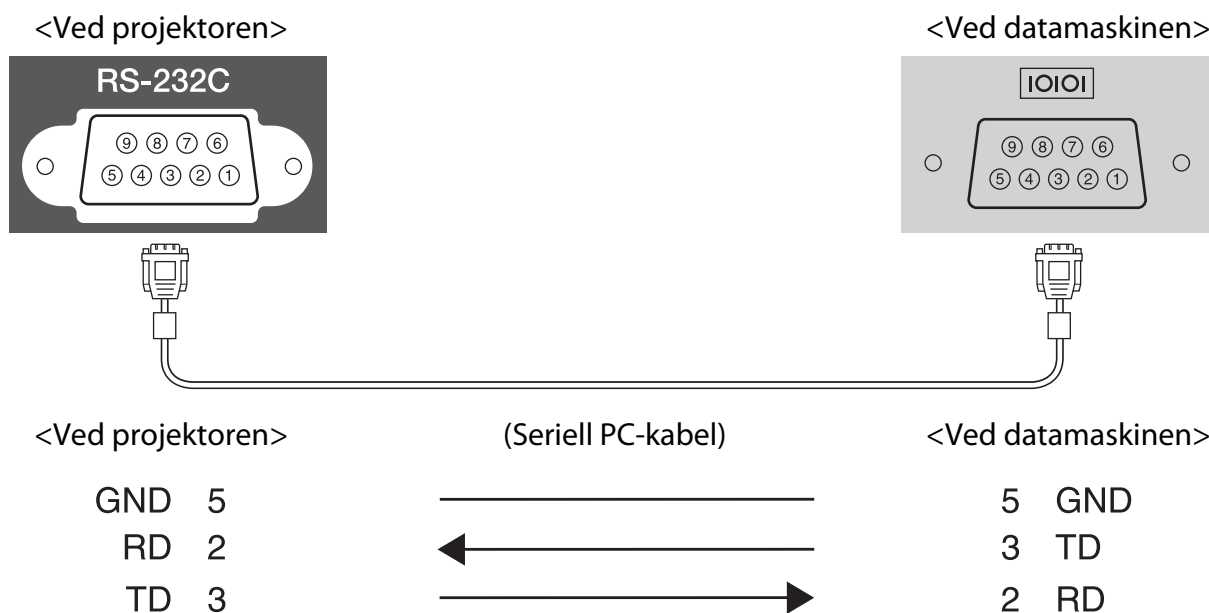 <Ved projektoren> <Ved datamaskinen>
RS-232C IOIOI
9 8 7 6 9 8 7 6
5 4 3 2 1 5 4 3 2 1
<Ved projektoren> (Seriell PC-kabel) <Ved datamaskinen>
GND 5 5 GND
RD 2 3 TD
TD 3 2 RD